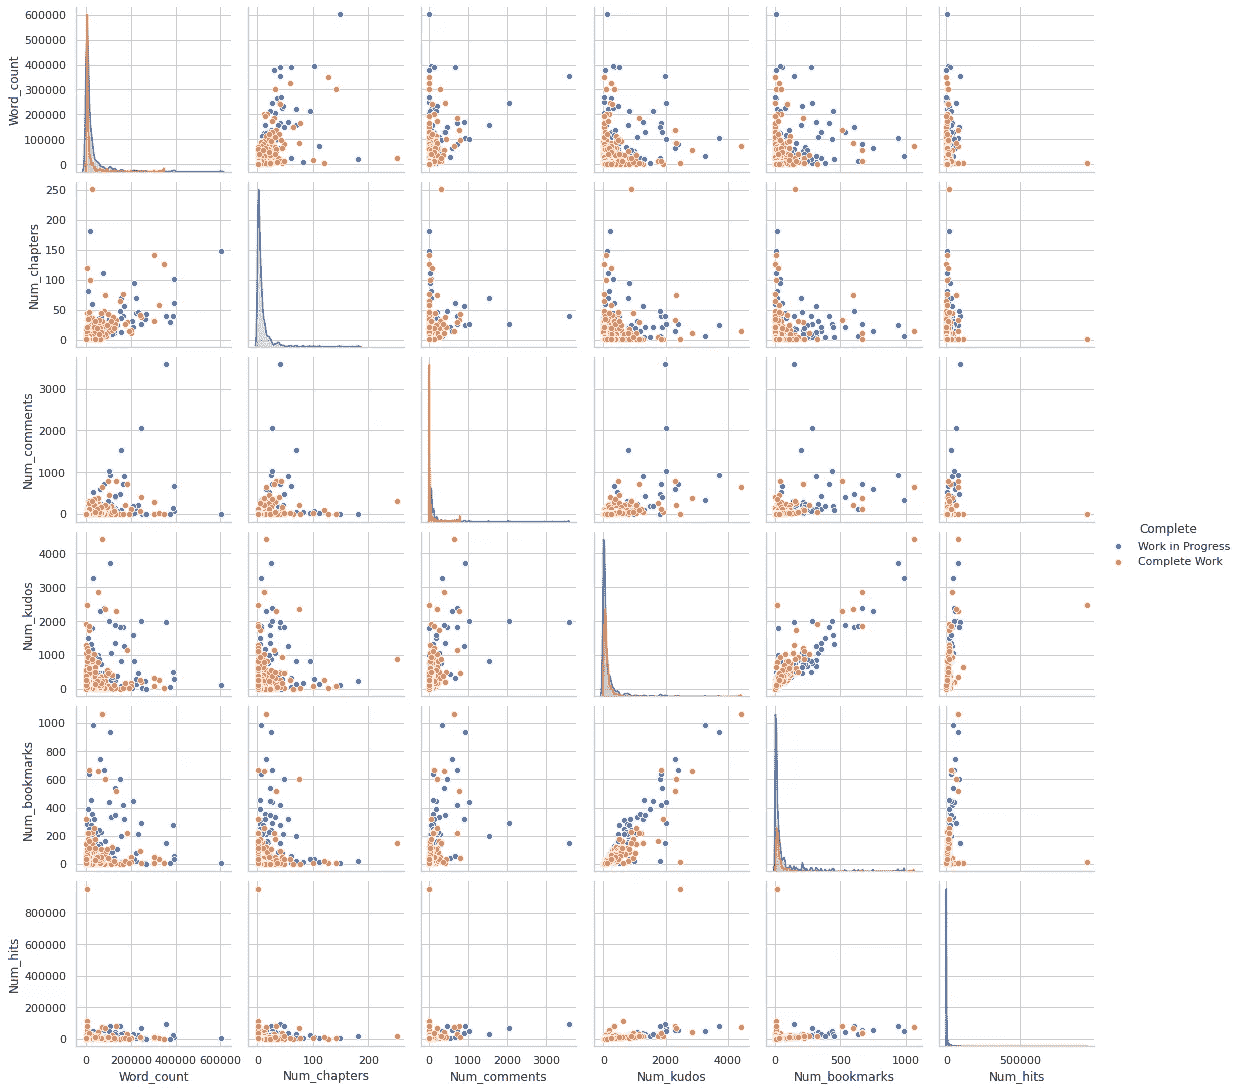 600000
500000
400000
300000
200000
100000
0
Word_count
250
200
150
100
50
0
Num_chapters
3000
2000
1000
0
Num_comments
4000
3000
2000
1000
0
Num_kudos
1000
800
600
400
200
0
Num_bookmarks
800000
600000
400000
200000
0
Num_hits
0 200000 400000 600000
Word_count
0 100 200
Num_chapters
0 1000 2000 3000
Num_comments
0 2000 4000
Num_kudos
0 500 1000
Num_bookmarks
0 500000
Num_hits
Complete
Work in Progress
Complete Work